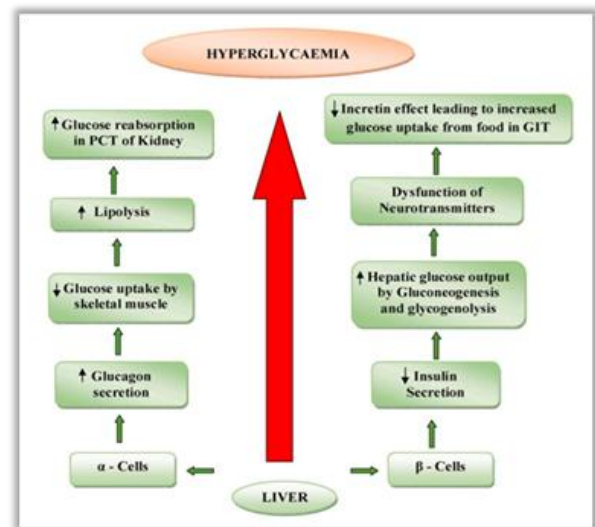 HYPERGLYCAEMIA
↑ Glucose reabsorption
in PCT of Kidney
↑ Lipolysis
↓ Glucose uptake by
skeletal muscle
↑ Glucagon
secretion
α - Cells
↓ Incretin effect leading to increased
glucose uptake from food in GIT
Dysfunction of
Neurotransmitters
↑ Hepatic glucose output
by Gluconeogenesis
and glycogenolysis
↓ Insulin
Secretion
β - Cells
LIVER